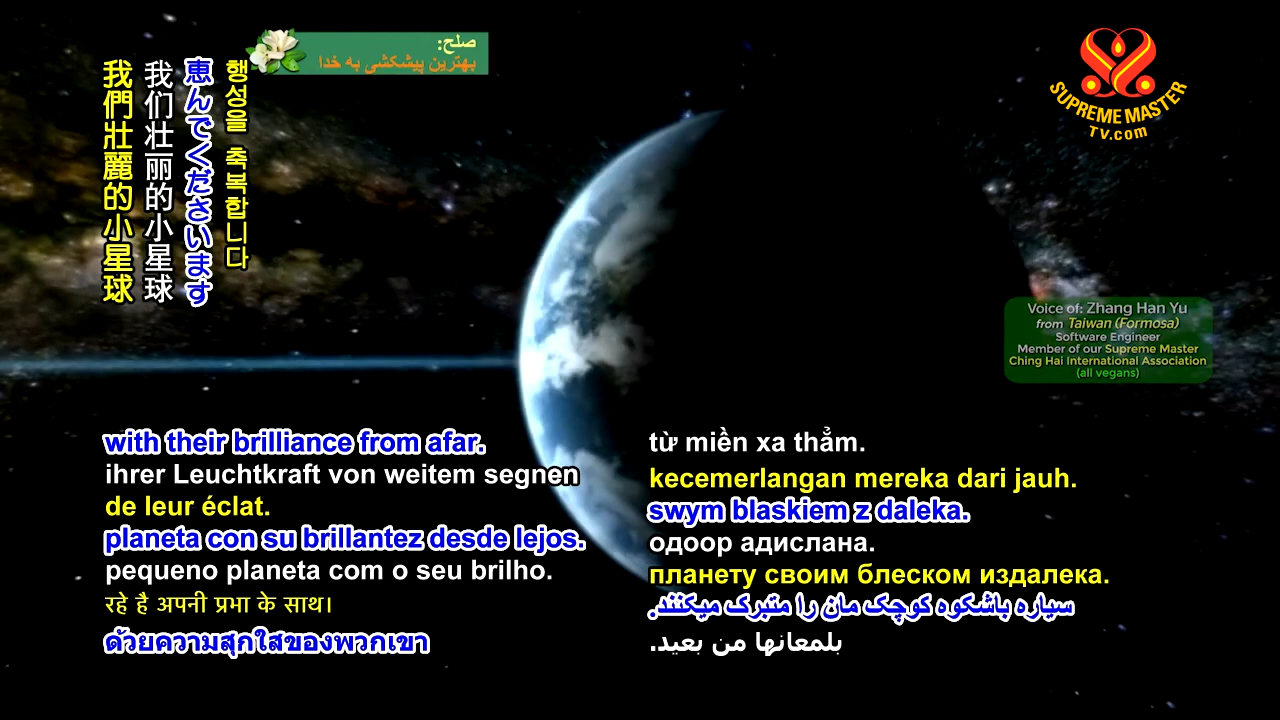 صلح:
بهترین پیشکشی به خدا
SUPREME MASTER
TV.com
我們壯麗的小星球
我们壮丽的小星球
恵んでくださいます
행성을 축복합니다
Voice of: Zhang Han Yu
from Taiwan (Formosa)
Software Engineer
Member of our Supreme Master
Ching Hai International Association
(all vegans)
with their brilliance from afar.
ihrer Leuchtkraft von weitem segnen
de leur éclat.
planeta con su brillantez desde lejos.
pequeno planeta com o seu brilho.
रहे है अपनी प्रभा के साथ।
ด้วยความสุกใสของพวกเขา
từ miền xa thẳm.
kecemerlangan mereka dari jauh.
swym blaskiem z daleka.
одоор адислана.
планету своим блеском издалека.
سیاره باشکوه کوچک مان را متبرک میکنند.
بلمعانها من بعيد.